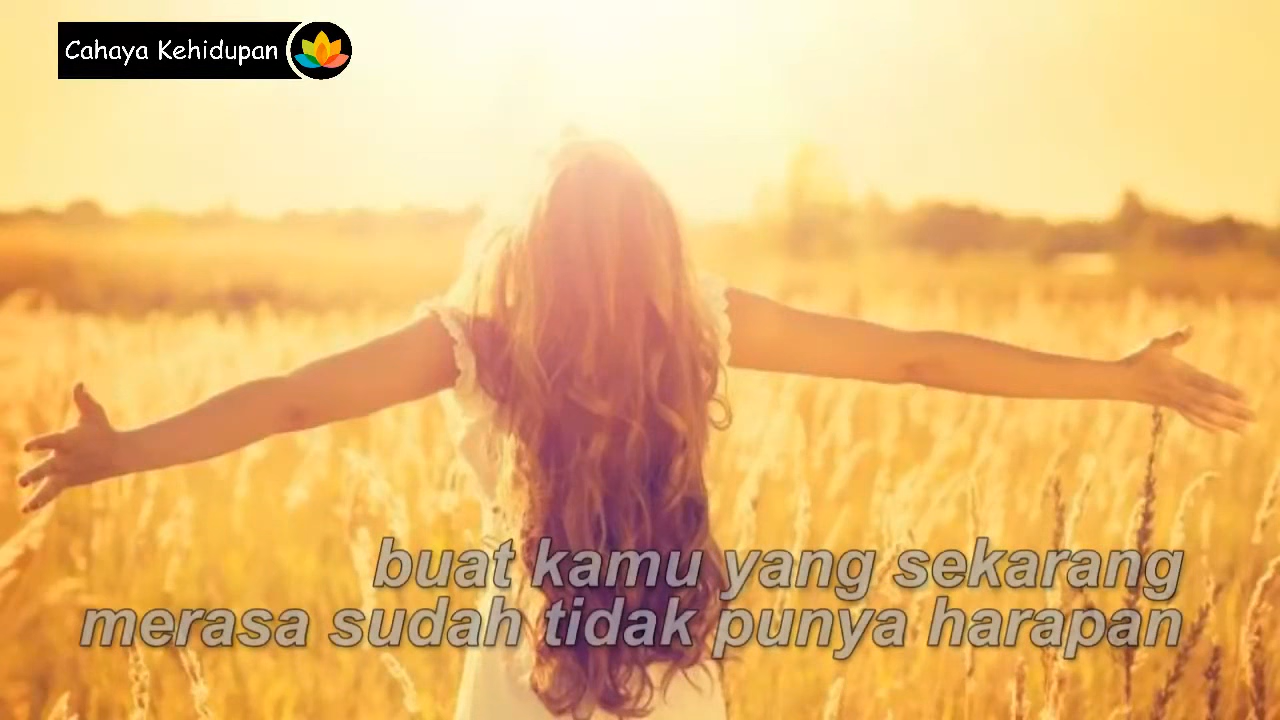 Cahaya Kehidupan
buat kamu yang sekarang
merasa sudah tidak punya harapan